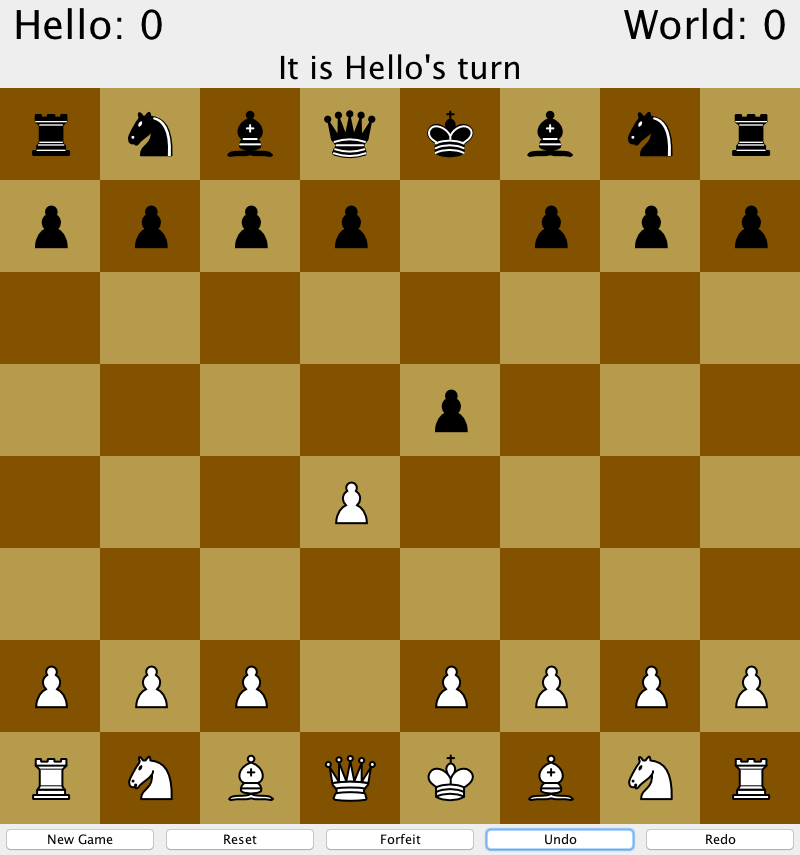 Hello: 0 World: 0
It is Hello's turn
New Game Reset Forfeit Undo Redo